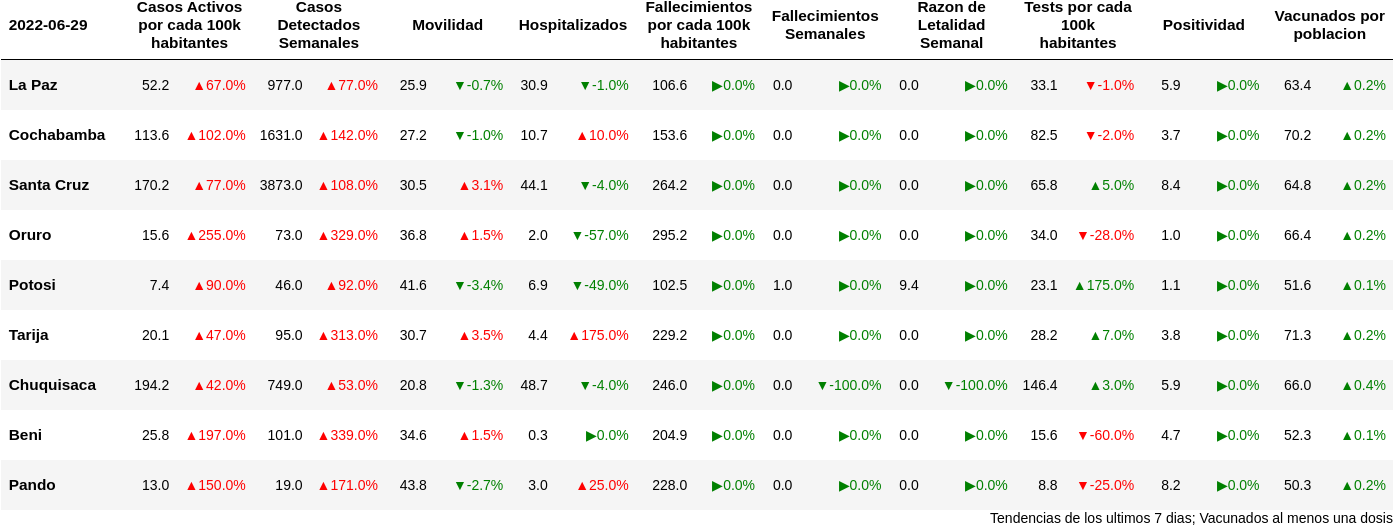 2022-06-29 Casos Activos por cada 100k habitantes Casos Detectados Semanales Movilidad Hospitalizados Fallecimientos por cada 100k habitantes Fallecimientos Semanales Razon de Letalidad Semanal Tests por cada 100k habitantes Positividad Vacunados por poblacion
La Paz 52.2 ▲67.0% 977.0 ▲77.0% 25.9 ▼-0.7% 30.9 ▼-1.0% 106.6 ▶0.0% 0.0 ▶0.0% 0.0 ▶0.0% 33.1 ▼-1.0% 5.9 ▶0.0% 63.4 ▲0.2%
Cochabamba 113.6 ▲102.0% 1631.0 ▲142.0% 27.2 ▼-1.0% 10.7 ▲10.0% 153.6 ▶0.0% 0.0 ▶0.0% 0.0 ▶0.0% 82.5 ▼-2.0% 3.7 ▶0.0% 70.2 ▲0.2%
Santa Cruz 170.2 ▲77.0% 3873.0 ▲108.0% 30.5 ▲3.1% 44.1 ▼-4.0% 264.2 ▶0.0% 0.0 ▶0.0% 0.0 ▶0.0% 65.8 ▲5.0% 8.4 ▶0.0% 64.8 ▲0.2%
Oruro 15.6 ▲255.0% 73.0 ▲329.0% 36.8 ▲1.5% 2.0 ▼-57.0% 295.2 ▶0.0% 0.0 ▶0.0% 0.0 ▶0.0% 34.0 ▼-28.0% 1.0 ▶0.0% 66.4 ▲0.2%
Potosi 7.4 ▲90.0% 46.0 ▲92.0% 41.6 ▼-3.4% 6.9 ▼-49.0% 102.5 ▶0.0% 1.0 ▶0.0% 9.4 ▶0.0% 23.1 ▲175.0% 1.1 ▶0.0% 51.6 ▲0.1%
Tarija 20.1 ▲47.0% 95.0 ▲313.0% 30.7 ▲3.5% 4.4 ▲175.0% 229.2 ▶0.0% 0.0 ▶0.0% 0.0 ▶0.0% 28.2 ▲7.0% 3.8 ▶0.0% 71.3 ▲0.2%
Chuquisaca 194.2 ▲42.0% 749.0 ▲53.0% 20.8 ▼-1.3% 48.7 ▼-4.0% 246.0 ▶0.0% 0.0 ▼-100.0% 0.0 ▼-100.0% 146.4 ▲3.0% 5.9 ▶0.0% 66.0 ▲0.4%
Beni 25.8 ▲197.0% 101.0 ▲339.0% 34.6 ▲1.5% 0.3 ▶0.0% 204.9 ▶0.0% 0.0 ▶0.0% 0.0 ▶0.0% 15.6 ▼-60.0% 4.7 ▶0.0% 52.3 ▲0.1%
Pando 13.0 ▲150.0% 19.0 ▲171.0% 43.8 ▼-2.7% 3.0 ▲25.0% 228.0 ▶0.0% 0.0 ▶0.0% 0.0 ▶0.0% 8.8 ▼-25.0% 8.2 ▶0.0% 50.3 ▲0.2%
Tendencias de los ultimos 7 dias; Vacunados al menos una dosis